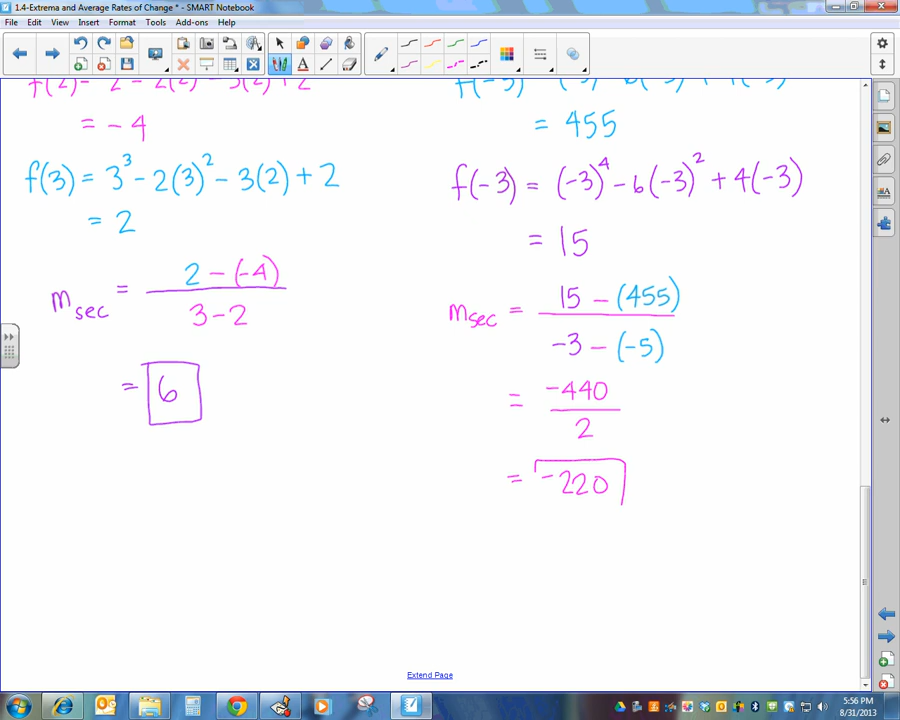 1.4-Extrema and Average Rates of Change * - SMART Notebook
File Edit View Insert Format Tools Add-ons Help
= -4
f(3) = 3³ - 2(3)² - 3(2) + 2
= 2
m sec = 2 - (-4) / 3 - 2
= 6
= 455
f(-3) = (-3)⁴ - 6(-3)² + 4(-3)
= 15
m sec = 15 - (455) / -3 - (-5)
= -440 / 2
= -220
Extend Page
5:56 PM
8/31/2013